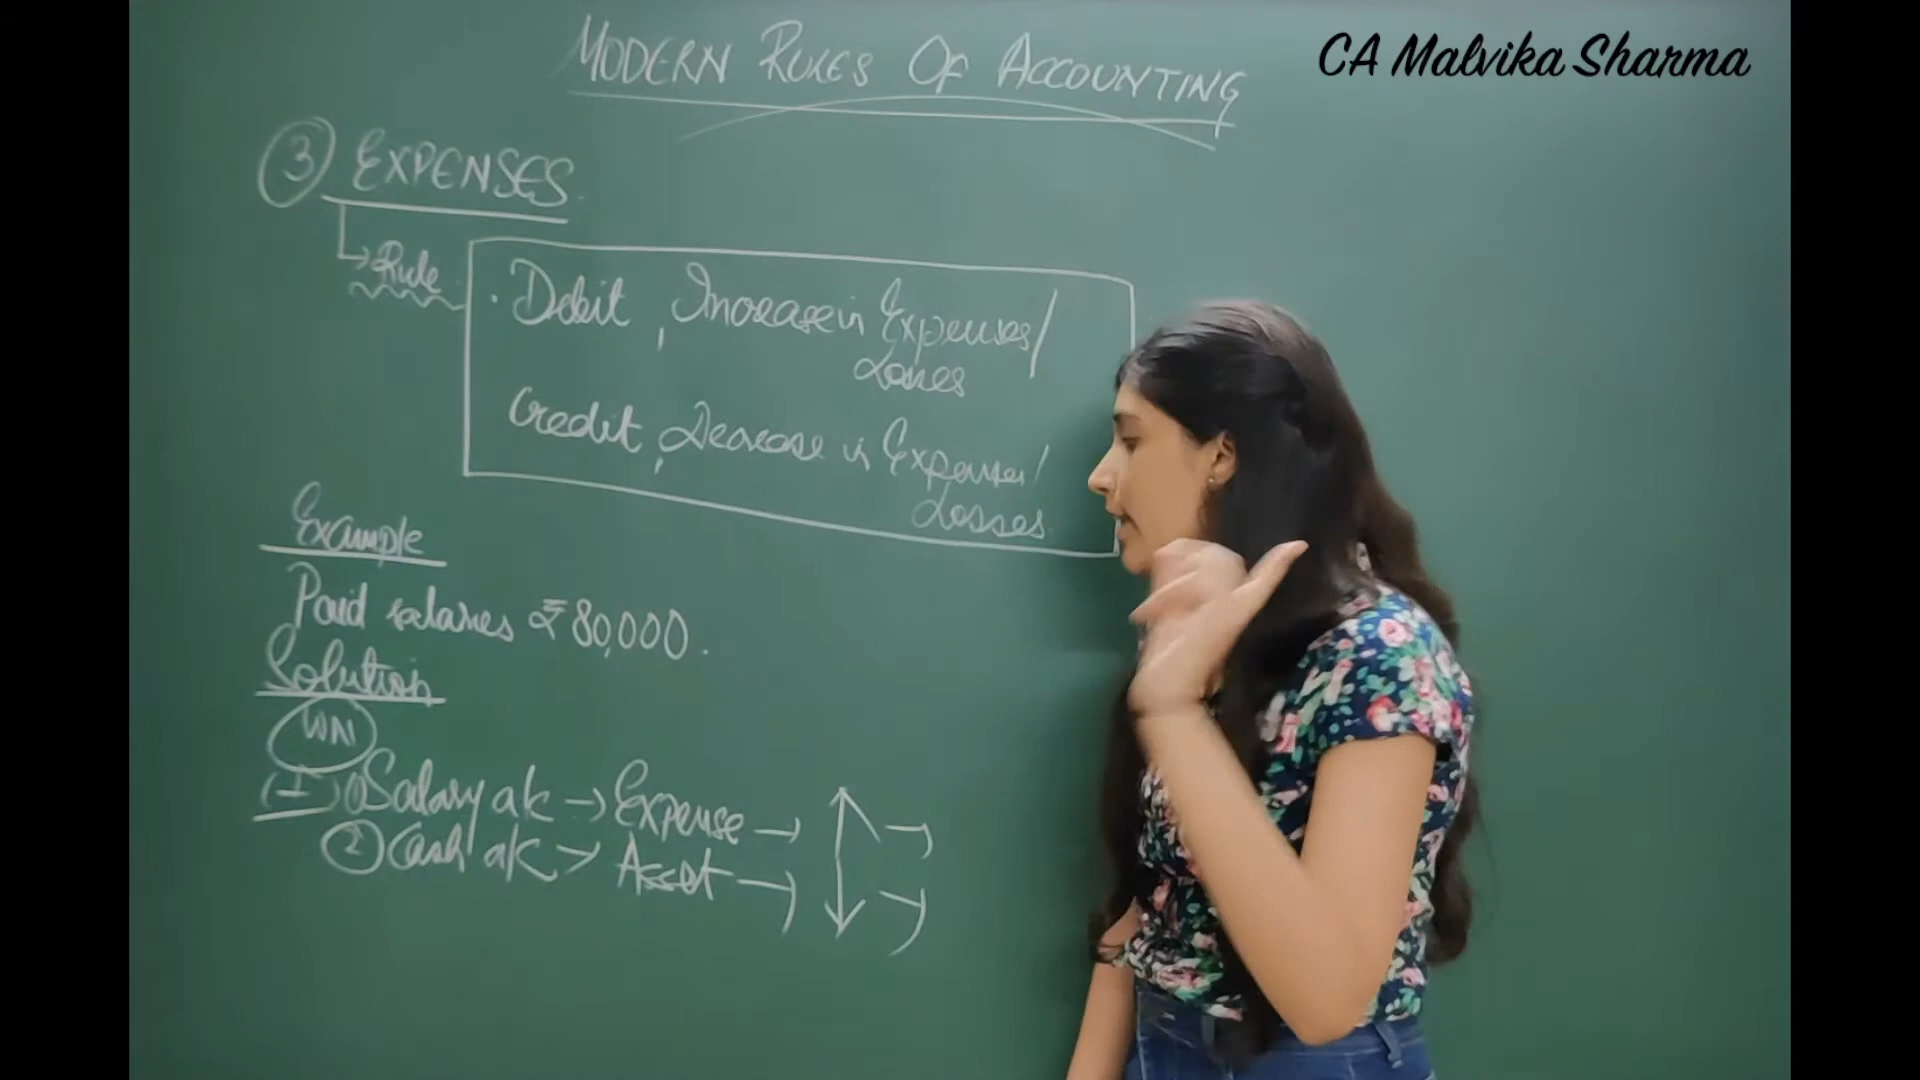 MODERN RULES OF ACCOUNTING
CA Malvika Sharma
③ EXPENSES
↳ Rule
. Debit, Increase in Expenses/
Losses
Credit, Decrease in Expenses/
Losses
Example
Paid salaries ₹ 80,000.
Solution
WN
(I) ① Salary a/c → Expense → ↑ →
② Cash a/c → Asset → ↓ →